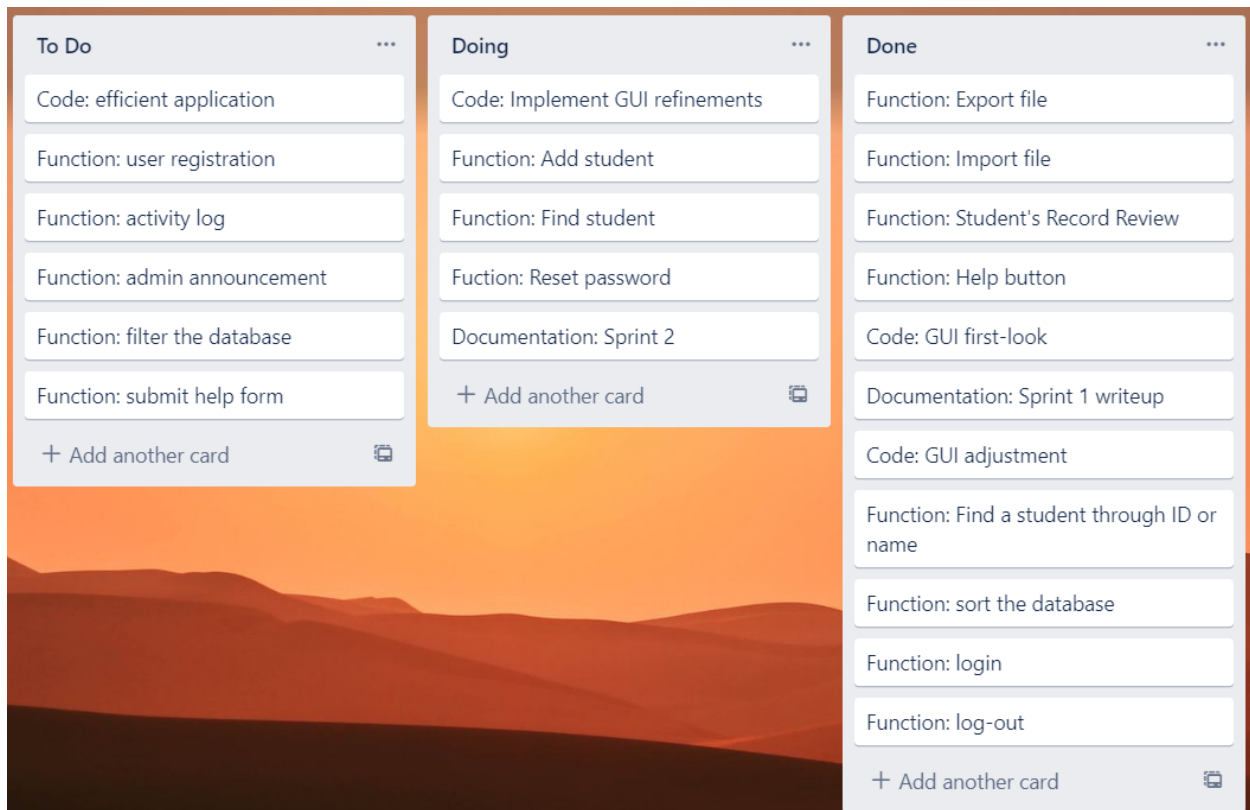 To Do
Code: efficient application
Function: user registration
Function: activity log
Function: admin announcement
Function: filter the database
Function: submit help form
+ Add another card
Doing
Code: Implement GUI refinements
Function: Add student
Function: Find student
Fuction: Reset password
Documentation: Sprint 2
+ Add another card
Done
Function: Export file
Function: Import file
Function: Student's Record Review
Function: Help button
Code: GUI first-look
Documentation: Sprint 1 writeup
Code: GUI adjustment
Function: Find a student through ID or
name
Function: sort the database
Function: login
Function: log-out
+ Add another card